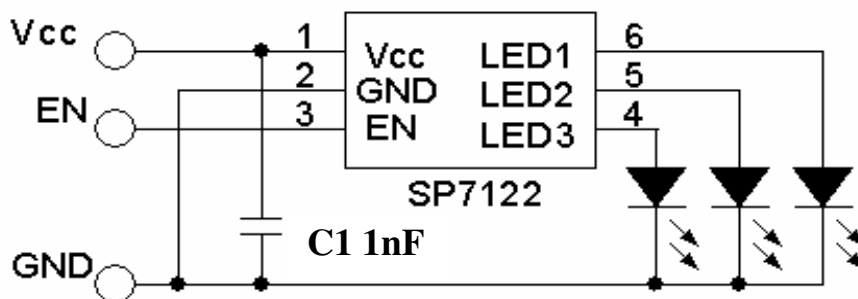 Vcc 1 Vcc LED1 6
2 GND LED2 5
EN 3 EN LED3 4
SP7122
C1 1nF
GND